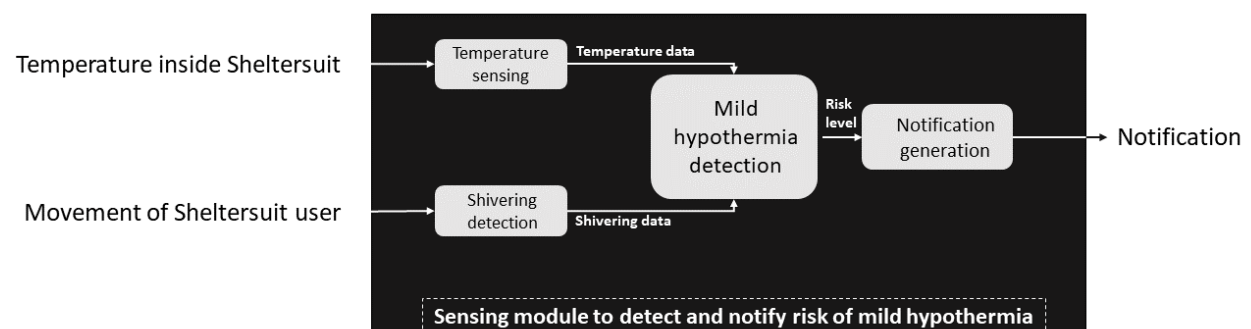 Temperature inside Sheltersuit
Temperature
sensing
Temperature data
Mild
hypothermia
detection
Risk
level
Notification
generation
Notification
Movement of Sheltersuit user
Shivering
detection
Shivering data
Sensing module to detect and notify risk of mild hypothermia